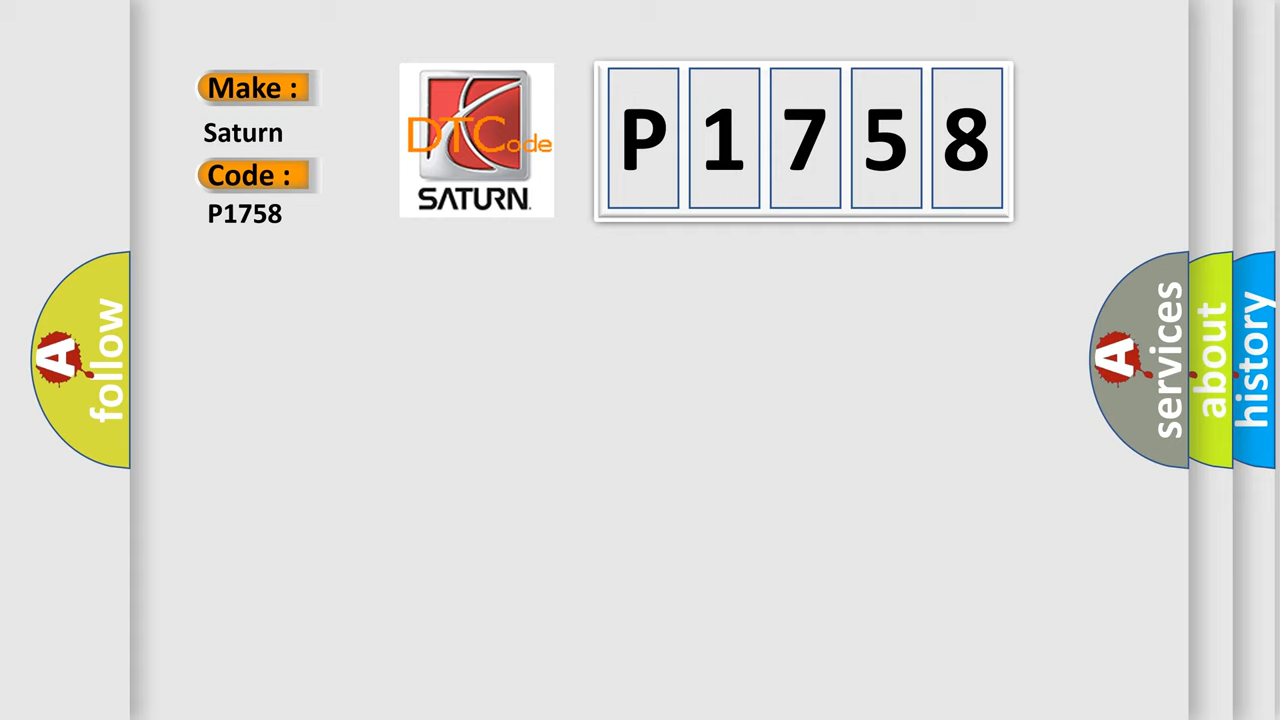 Make :
Saturn
Code :
P1758
DTCode
SATURN
P 1 7 5 8
A follow
A services
about
history